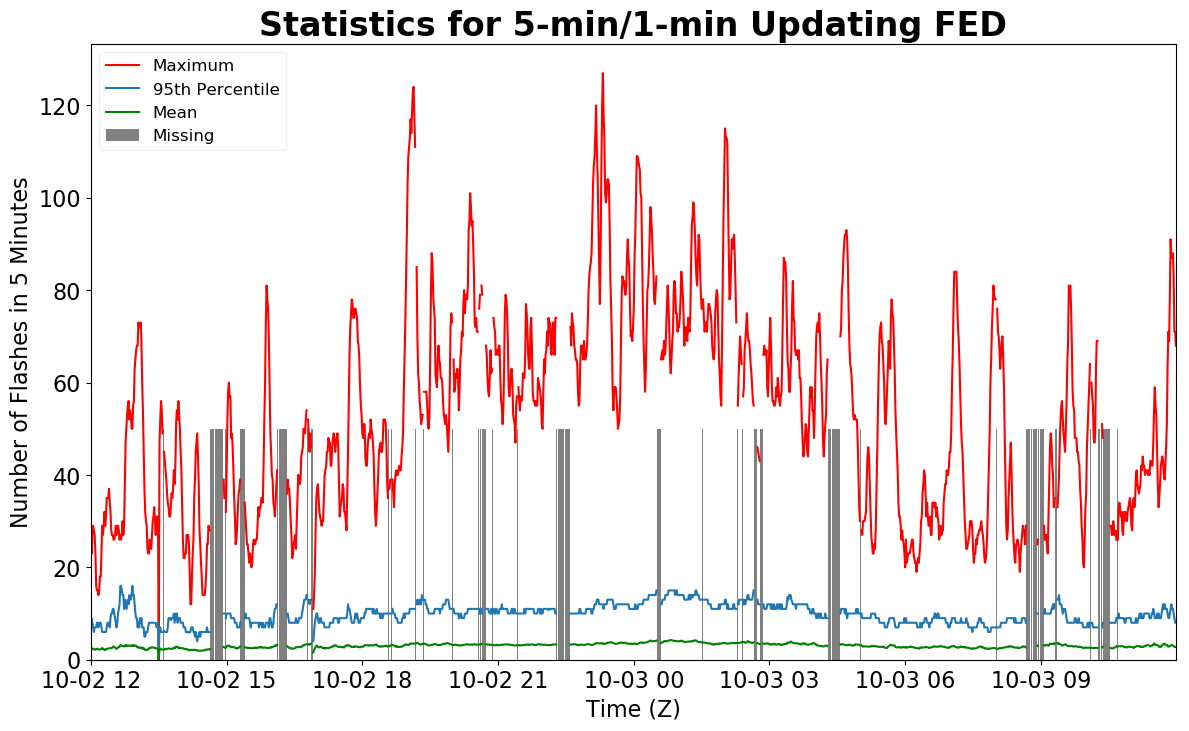 Statistics for 5-min/1-min Updating FED
Maximum
95th Percentile
Mean
Missing
Number of Flashes in 5 Minutes
120
100
80
60
40
20
0
10-02 12
10-02 15
10-02 18
10-02 21
10-03 00
10-03 03
10-03 06
10-03 09
Time (Z)